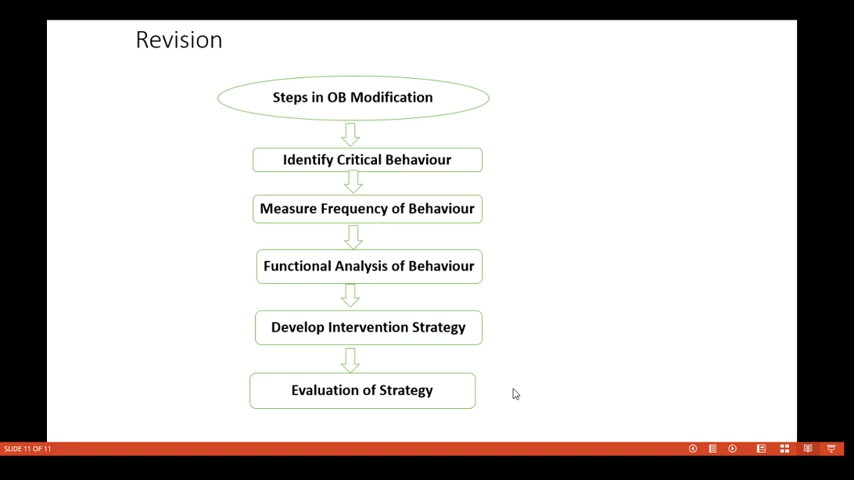 Revision
Steps in OB Modification
Identify Critical Behaviour
Measure Frequency of Behaviour
Functional Analysis of Behaviour
Develop Intervention Strategy
Evaluation of Strategy
SLIDE 11 OF 11